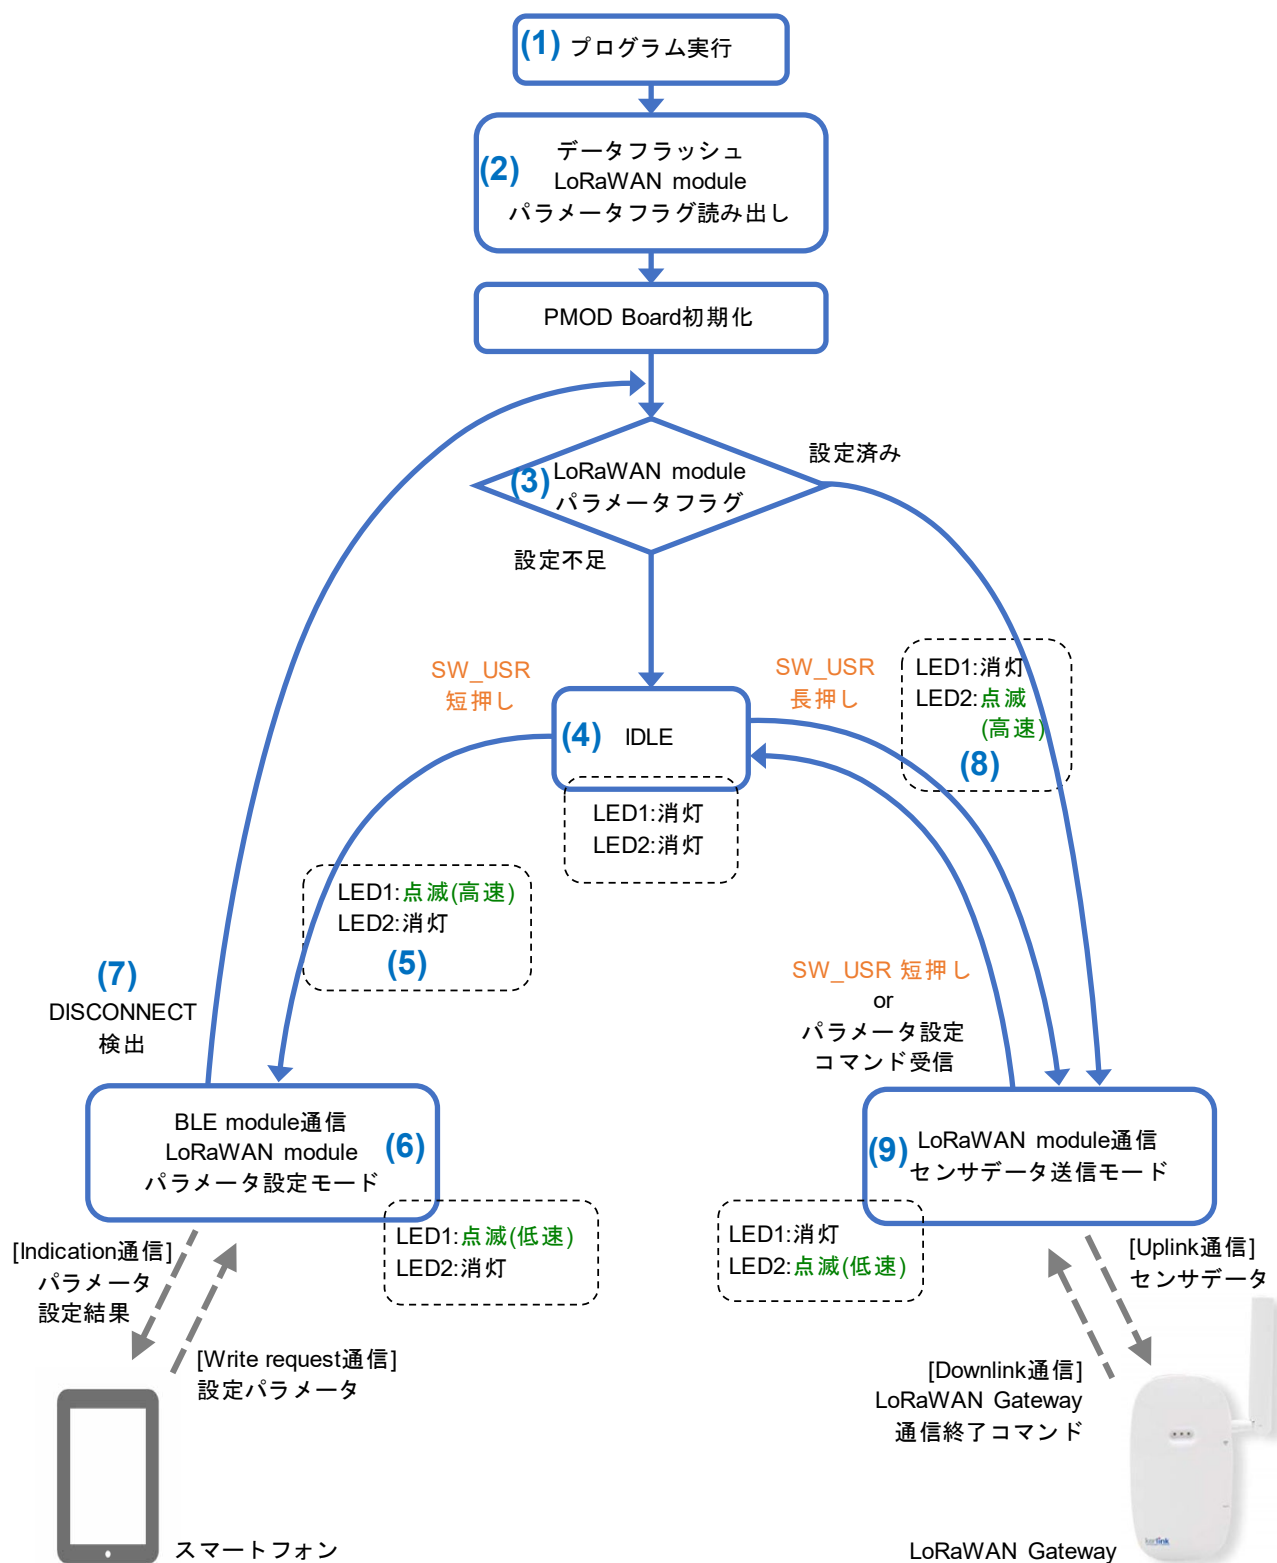 (1) プログラム実行
(2)
データフラッシュ
LoRaWAN module
パラメータフラグ読み出し
PMOD Board初期化
(3)
LoRaWAN module
パラメータフラグ
設定済み
設定不足
SW_USR
短押し
SW_USR
長押し
LED1:消灯
LED2:点滅
(高速)
(8)
(4) IDLE
LED1:消灯
LED2:消灯
LED1:点滅(高速)
LED2:消灯
(5)
(7)
DISCONNECT
検出
SW_USR 短押し
or
パラメータ設定
コマンド受信
BLE module通信
LoRaWAN module
パラメータ設定モード
(6)
(9)
LoRaWAN module通信
センサデータ送信モード
LED1:点滅(低速)
LED2:消灯
LED1:消灯
LED2:点滅(低速)
[Indication通信]
パラメータ
設定結果
[Write request通信]
設定パラメータ
[Uplink通信]
センサデータ
[Downlink通信]
LoRaWAN Gateway
通信終了コマンド
kerlink
スマートフォン
LoRaWAN Gateway